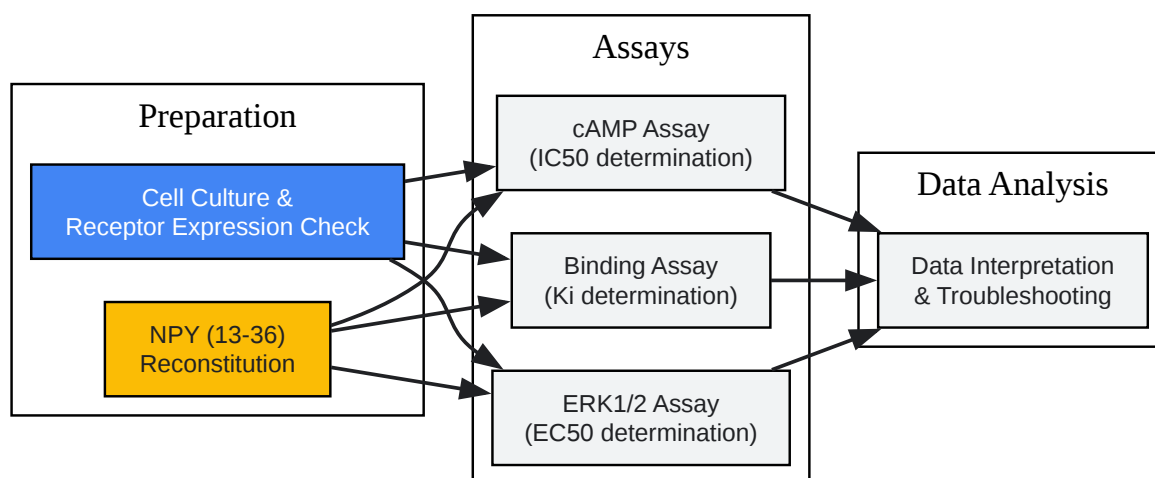 Preparation
Cell Culture &
Receptor Expression Check
NPY (13-36)
Reconstitution
Assays
cAMP Assay
(IC50 determination)
Binding Assay
(Ki determination)
ERK1/2 Assay
(EC50 determination)
Data Analysis
Data Interpretation
& Troubleshooting